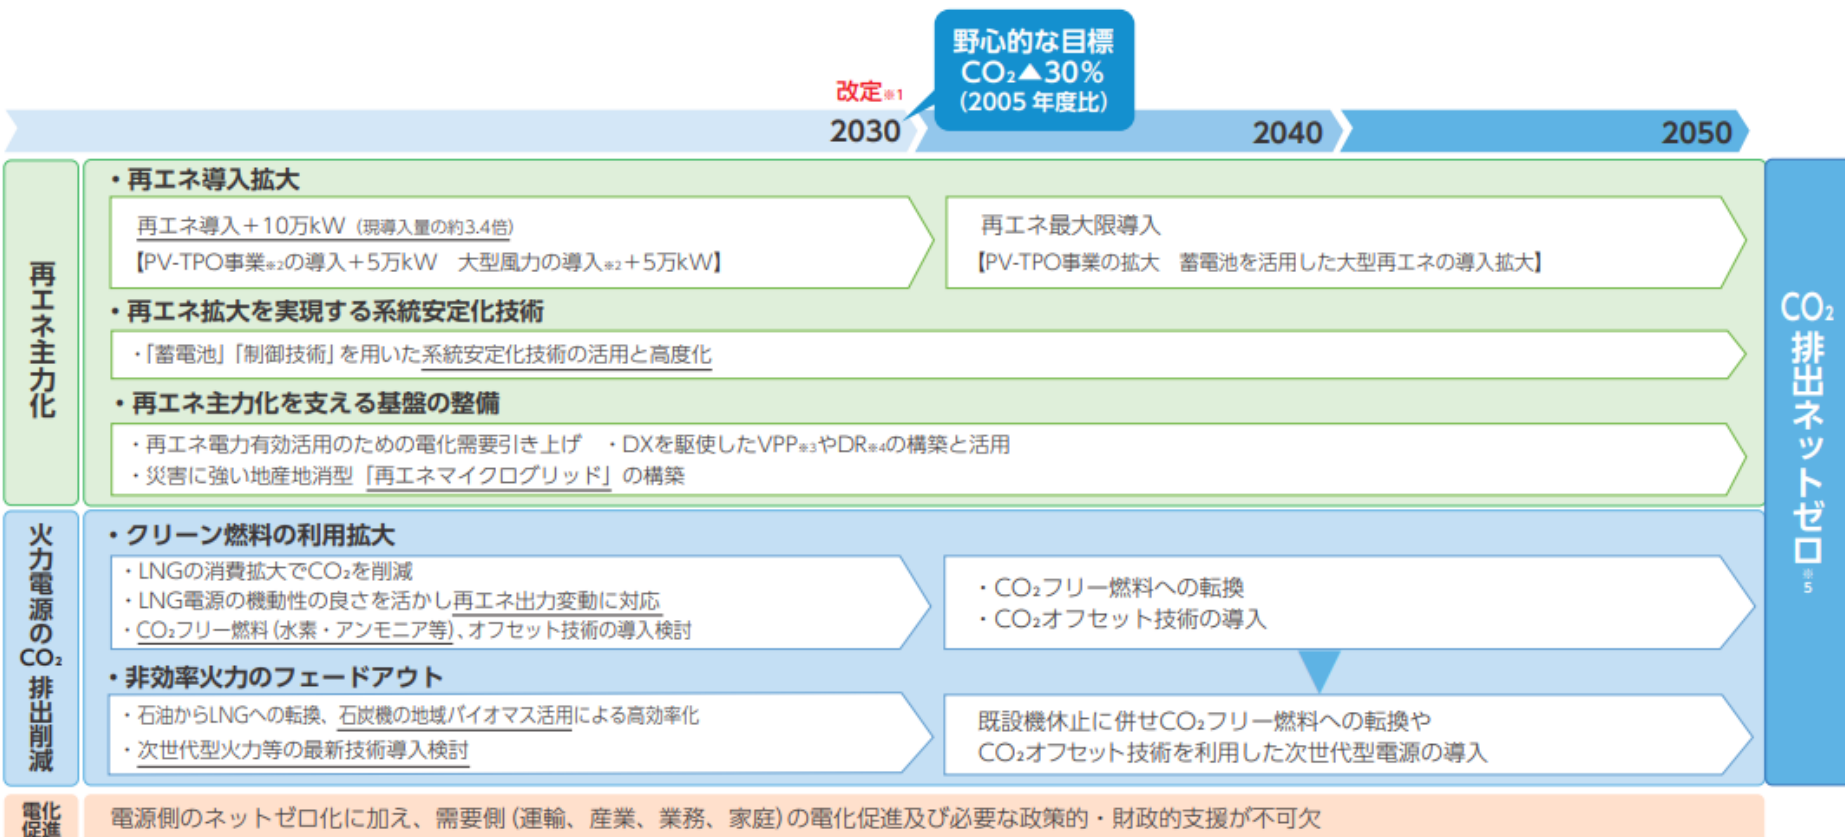 野心的な目標
CO₂▲30%
(2005 年度比)
改定※1
2030
2040
2050
再エネ主力化
・再エネ導入拡大
再エネ導入+10万kW (現導入量の約3.4倍)
【PV-TPO事業※2の導入+5万kW 大型風力の導入※2+5万kW】
再エネ最大限導入
【PV-TPO事業の拡大 蓄電池を活用した大型再エネの導入拡大】
・再エネ拡大を実現する系統安定化技術
・「蓄電池」「制御技術」を用いた系統安定化技術の活用と高度化
・再エネ主力化を支える基盤の整備
・再エネ電力有効活用のための電化需要引き上げ ・DXを駆使したVPP※3やDR※4の構築と活用
・災害に強い地産地消型「再エネマイクログリッド」の構築
火力電源のCO₂排出削減
・クリーン燃料の利用拡大
・LNGの消費拡大でCO₂を削減
・LNG電源の機動性の良さを活かし再エネ出力変動に対応
・CO₂フリー燃料(水素・アンモニア等)、オフセット技術の導入検討
・CO₂フリー燃料への転換
・CO₂オフセット技術の導入
・非効率火力のフェードアウト
・石油からLNGへの転換、石炭機の地域バイオマス活用による高効率化
・次世代型火力等の最新技術導入検討
既設機休止に併せCO₂フリー燃料への転換や
CO₂オフセット技術を利用した次世代型電源の導入
CO₂排出ネットゼロ※5
電化
促進
電源側のネットゼロ化に加え、需要側(運輸、産業、業務、家庭)の電化促進及び必要な政策的・財政的支援が不可欠